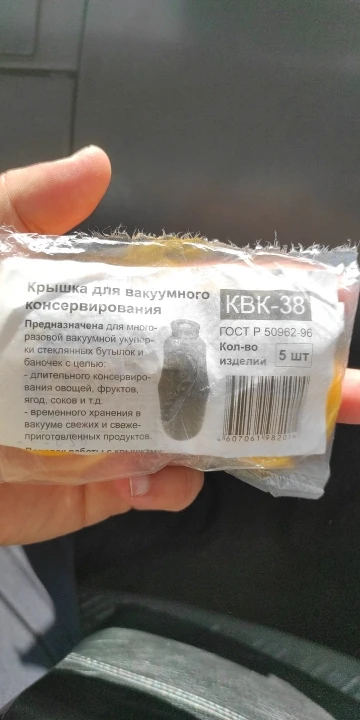 Крышка для вакуумного
консервирования
КВК-38
ГОСТ Р 50962-96
Кол-во
изделии 5 шт
Предназначена для много-
разовой вакуумной укупор-
ки стеклянных бутылок и
баночек с целью:
- длительного консервиро-
вания овощей, фруктов,
ягод, соков и т.д.
- временного хранения в
вакууме свежих и свеже-
приготовленных продуктов.